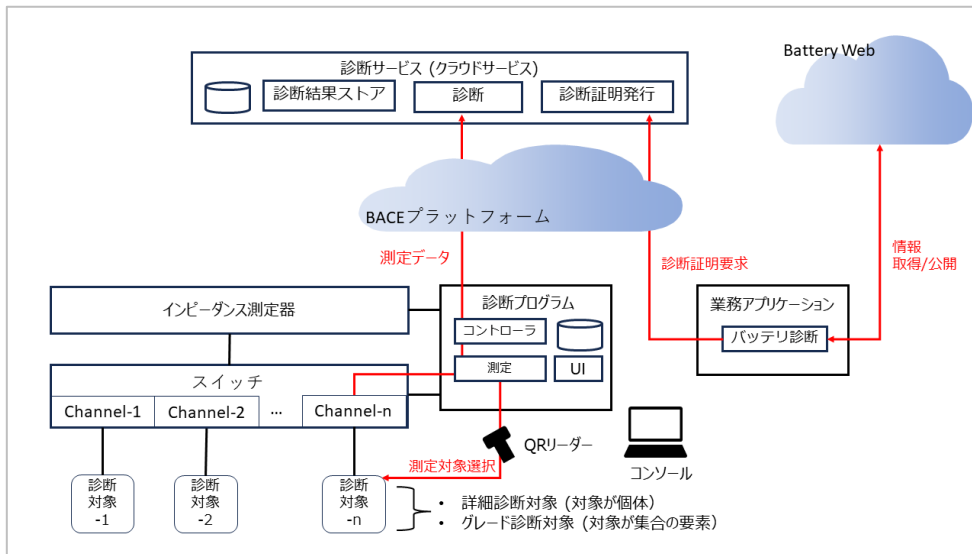 Battery Web
診断サービス (クラウドサービス)
診断結果ストア
診断
診断証明発行
BACEプラットフォーム
測定データ
診断証明要求
情報
取得/公開
インピーダンス測定器
診断プログラム
コントローラ
測定
UI
業務アプリケーション
バッテリ診断
スイッチ
Channel-1
Channel-2
…
Channel-n
QRリーダー
測定対象選択
コンソール
診断
対象
-1
診断
対象
-2
診断
対象
-n
• 詳細診断対象 (対象が個体)
• グレード診断対象 (対象が集合の要素)